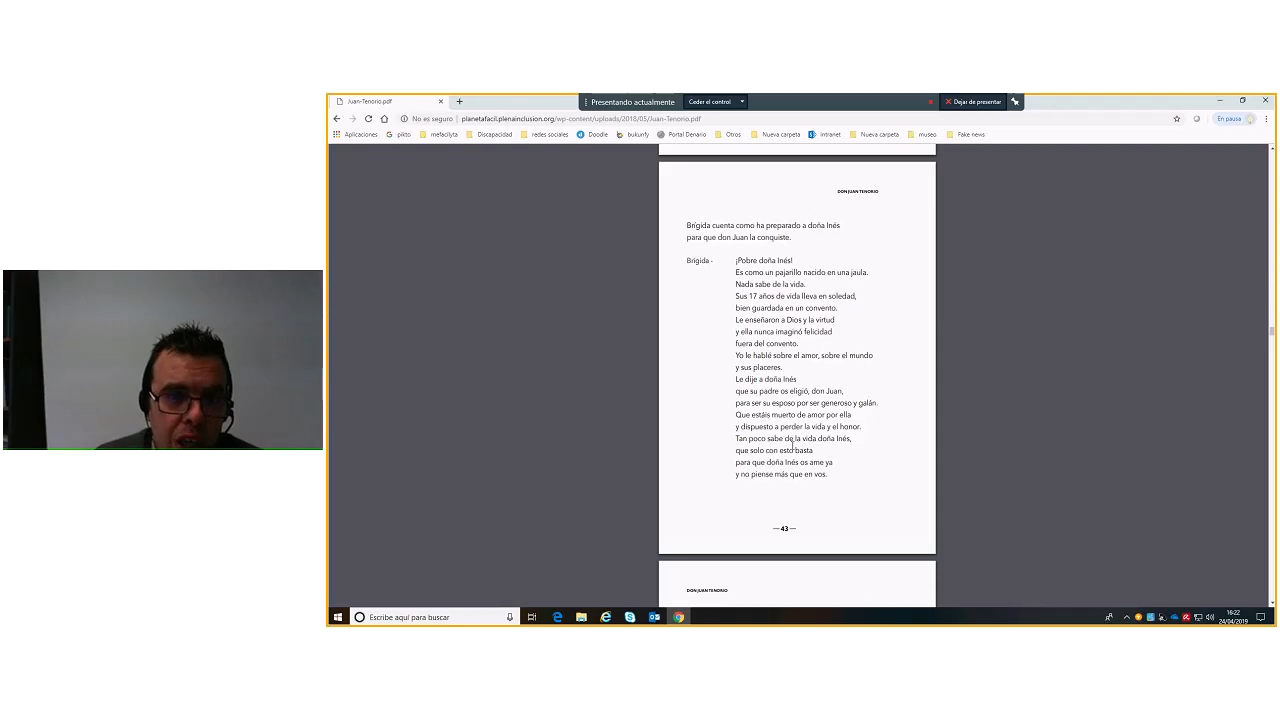 Juan-Tenorio.pdf
Presentando actualmente
Ceder el control
Dejar de presentar
No es seguro
planetafacil.plenainclusion.org/wp-content/uploads/2018/05/Juan-Tenorio.pdf
En pausa
Aplicaciones
pikto
mefacilyta
Discapacidad
redes sociales
Doodle
bukunfy
Portal Denario
Otros
Nueva carpeta
intranet
Nueva carpeta
museo
Fake news
DON JUAN TENORIO
Brígida cuenta como ha preparado a doña Inés
para que don Juan la conquiste.
Brígida - ¡Pobre doña Inés!
Es como un pajarillo nacido en una jaula.
Nada sabe de la vida.
Sus 17 años de vida lleva en soledad,
bien guardada en un convento.
Le enseñaron a Dios y la virtud
y ella nunca imaginó felicidad
fuera del convento.
Yo le hablé sobre el amor, sobre el mundo
y sus placeres.
Le dije a doña Inés
que su padre os eligió, don Juan,
para ser su esposo por ser generoso y galán.
Que estáis muerto de amor por ella
y dispuesto a perder la vida y el honor.
Tan poco sabe de la vida doña Inés,
que solo con esto basta
para que doña Inés os ame ya
y no piense más que en vos.
— 43 —
DON JUAN TENORIO
Escribe aquí para buscar
16:22
24/04/2019